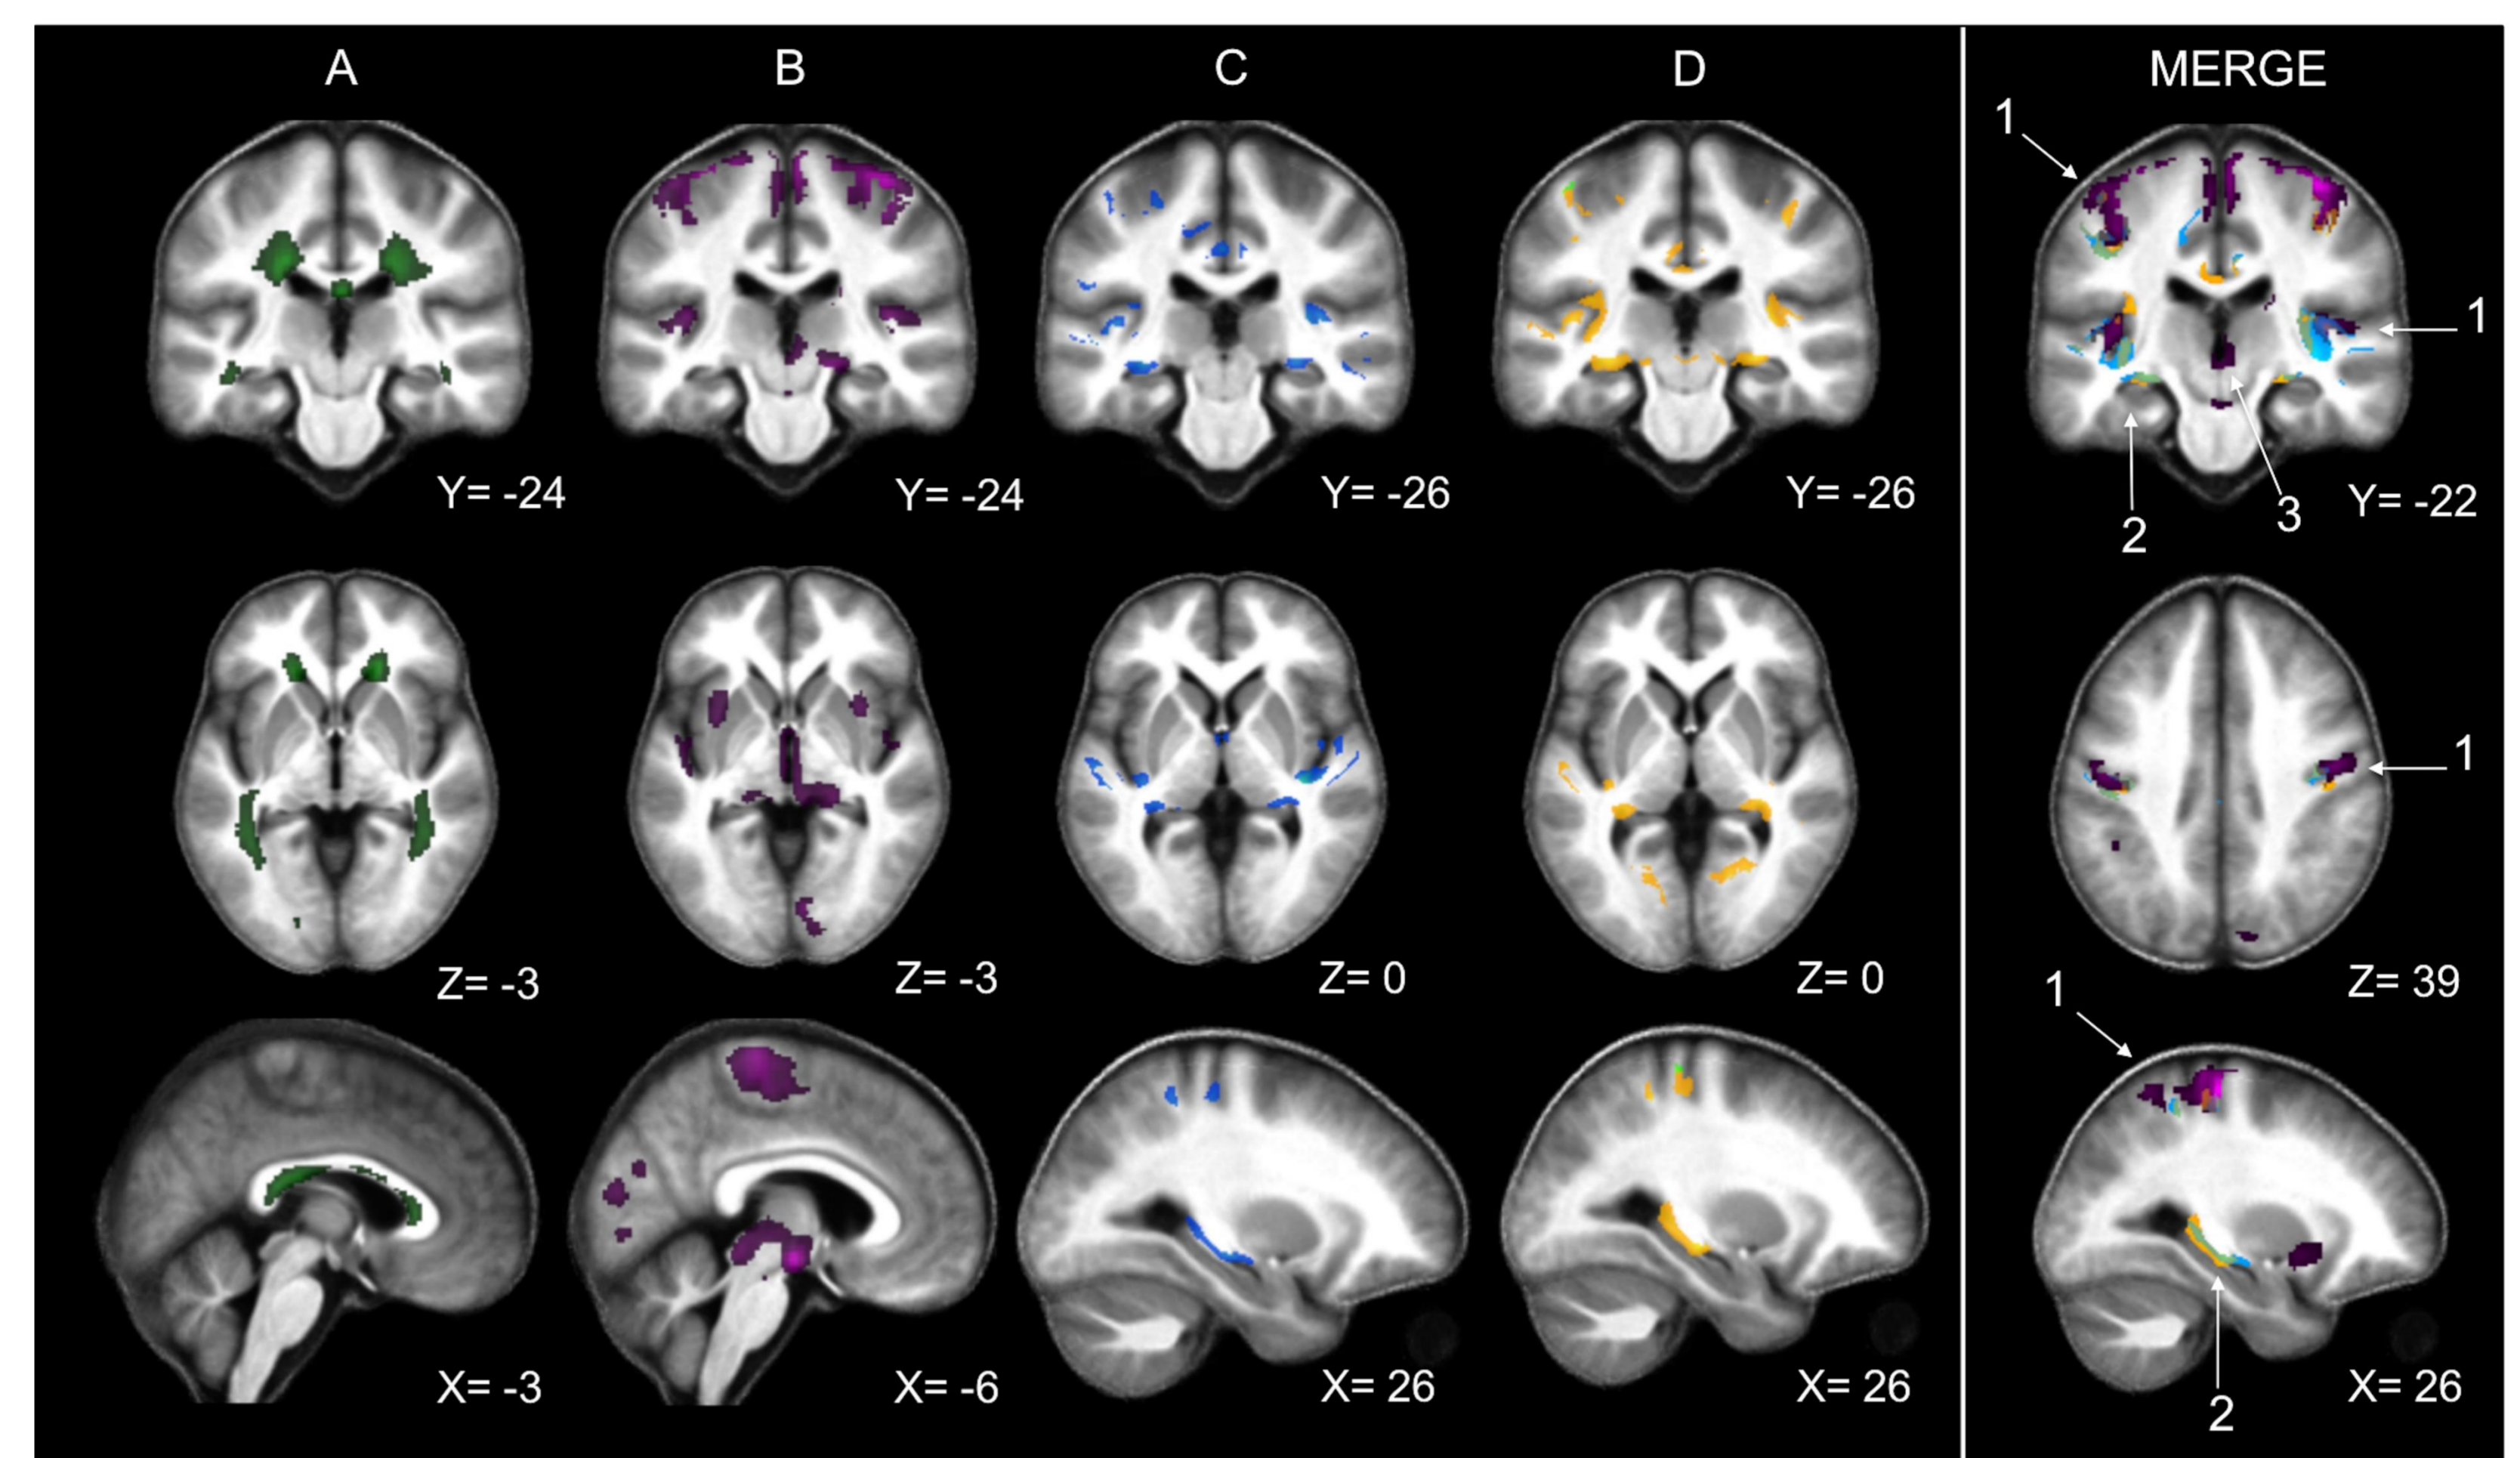 A B C D MERGE
1
1
Y= -24 Y= -24 Y= -26 Y= -26 Y= -22
2 3
1
Z= -3 Z= -3 Z= 0 Z= 0 Z= 39
1
X= -3 X= -6 X= 26 X= 26 X= 26
2